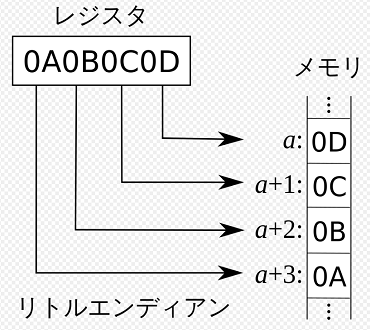 レジスタ
0A0B0C0D
メモリ
⋮
a: 0D
a+1: 0C
a+2: 0B
a+3: 0A
⋮
リトルエンディアン